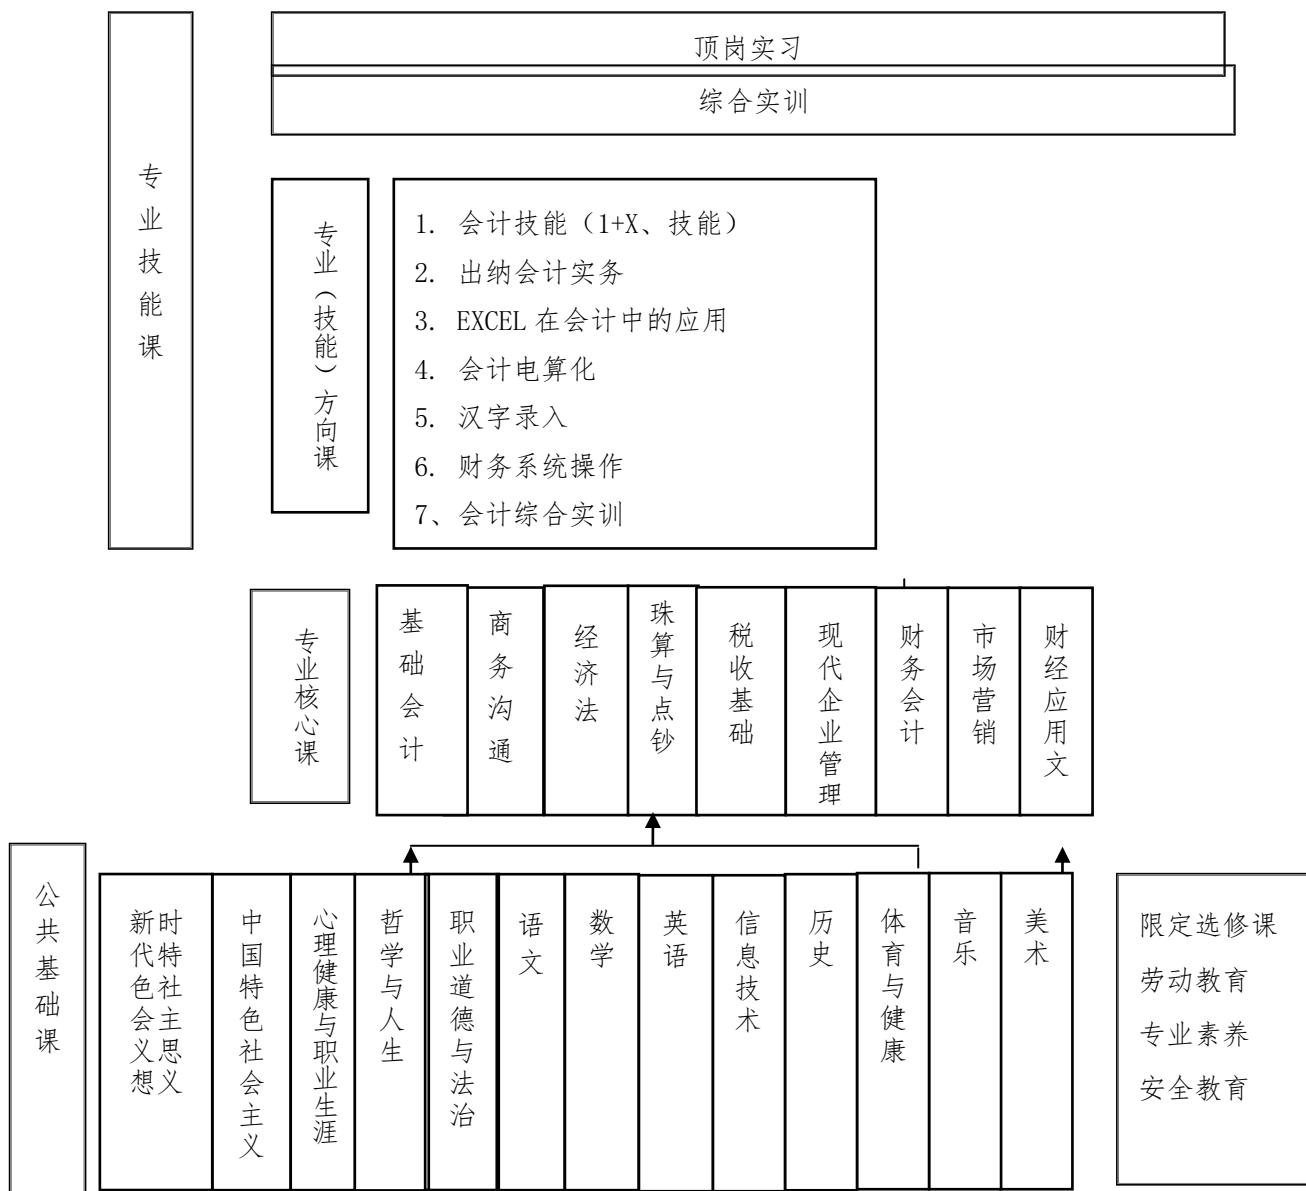 顶岗实习
综合实训
专业技能课
专业（技能）方向课
1. 会计技能（1+X、技能）
2. 出纳会计实务
3. EXCEL 在会计中的应用
4. 会计电算化
5. 汉字录入
6. 财务系统操作
7、会计综合实训
专业核心课
基础会计
商务沟通
经济法
珠算与点钞
税收基础
现代企业管理
财务会计
市场营销
财经应用文
公共基础课
新时
代特
色社
会主
义思
想义
中国特色社会主义
心理健康与职业生涯
哲学与人生
职业道德与法治
语文
数学
英语
信息技术
历史
体育与健康
音乐
美术
限定选修课
劳动教育
专业素养
安全教育